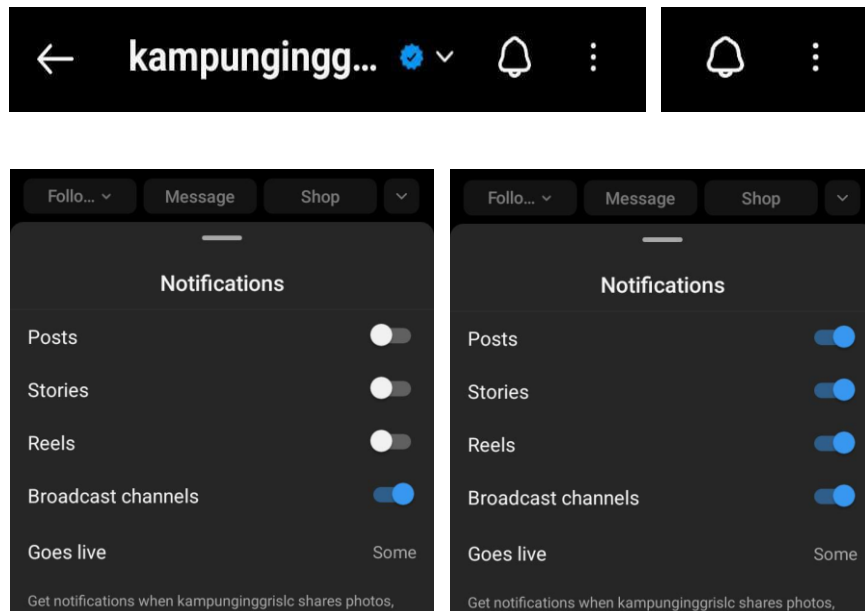 kampungingg...
Follo... Message Shop
Notifications
Posts
Stories
Reels
Broadcast channels
Goes live Some
Get notifications when kampunginggrislc shares photos,
Follo... Message Shop
Notifications
Posts
Stories
Reels
Broadcast channels
Goes live Some
Get notifications when kampunginggrislc shares photos,